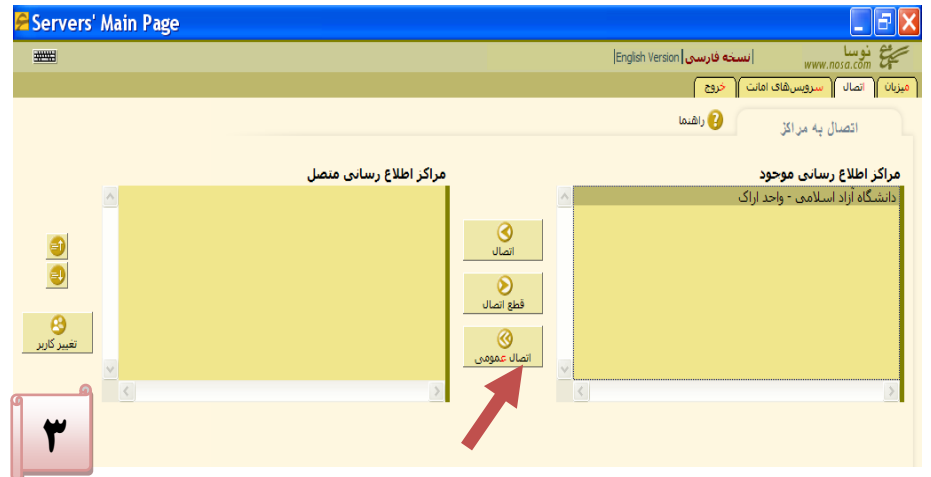 Servers' Main Page
نوسا
www.nosa.com
|نسخه فارسی|English Version|
میزبان
اتصال
سرویس‌های امانت
خروج
اتصال به مراکز
راهنما
مراکز اطلاع رسانی موجود
مراکز اطلاع رسانی متصل
دانشگاه آزاد اسلامی - واحد اراک
اتصال
قطع اتصال
اتصال عمومی
تغییر کاربر
۳